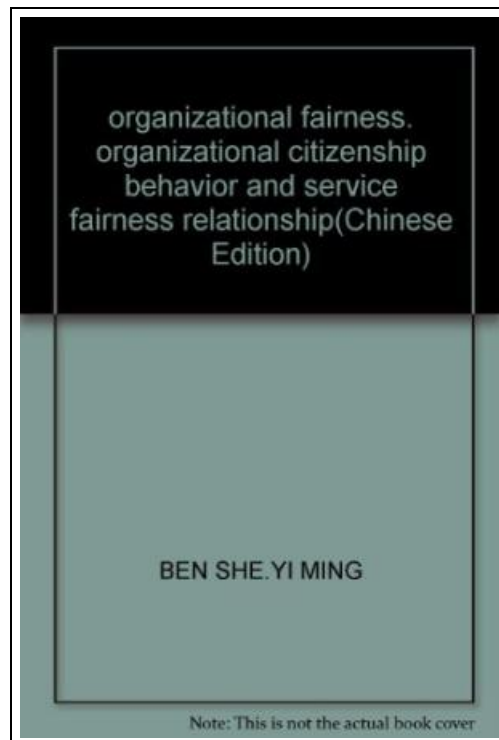 organizational fairness.
organizational citizenship
behavior and service
fairness relationship(Chinese
Edition)
BEN SHE.YI MING
Note: This is not the actual book cover